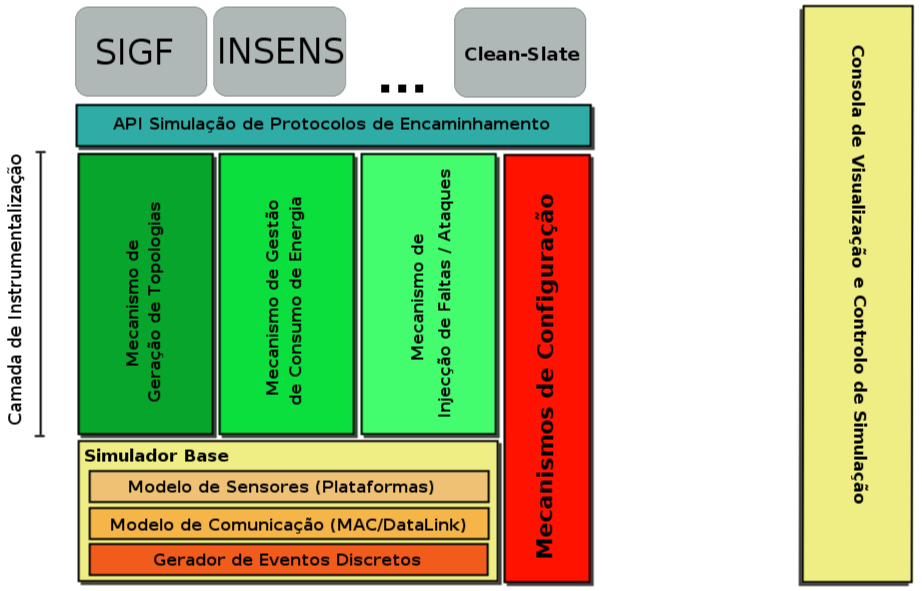 SIGF
INSENS
...
Clean-Slate
API Simulação de Protocolos de Encaminhamento
Camada de Instrumentalização
Mecanismo de
Geração de Topologias
Mecanismo de Gestão
de Consumo de Energia
Mecanismo de
Injecção de Faltas / Ataques
Mecanismos de Configuração
Simulador Base
Modelo de Sensores (Plataformas)
Modelo de Comunicação (MAC/DataLink)
Gerador de Eventos Discretos
Consola de Visualização e Controlo de Simulação